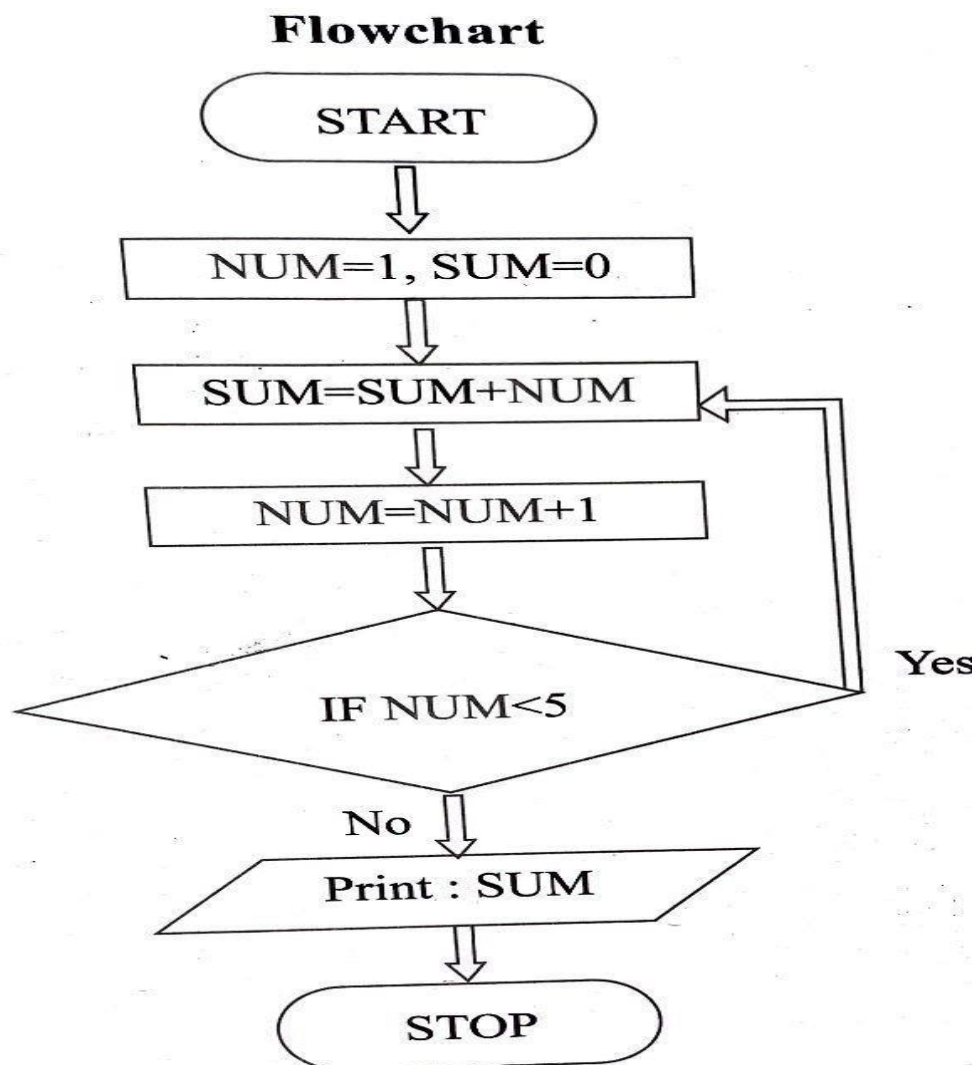 Flowchart
START
NUM=1, SUM=0
SUM=SUM+NUM
NUM=NUM+1
IF NUM<5
Yes
No
Print : SUM
STOP